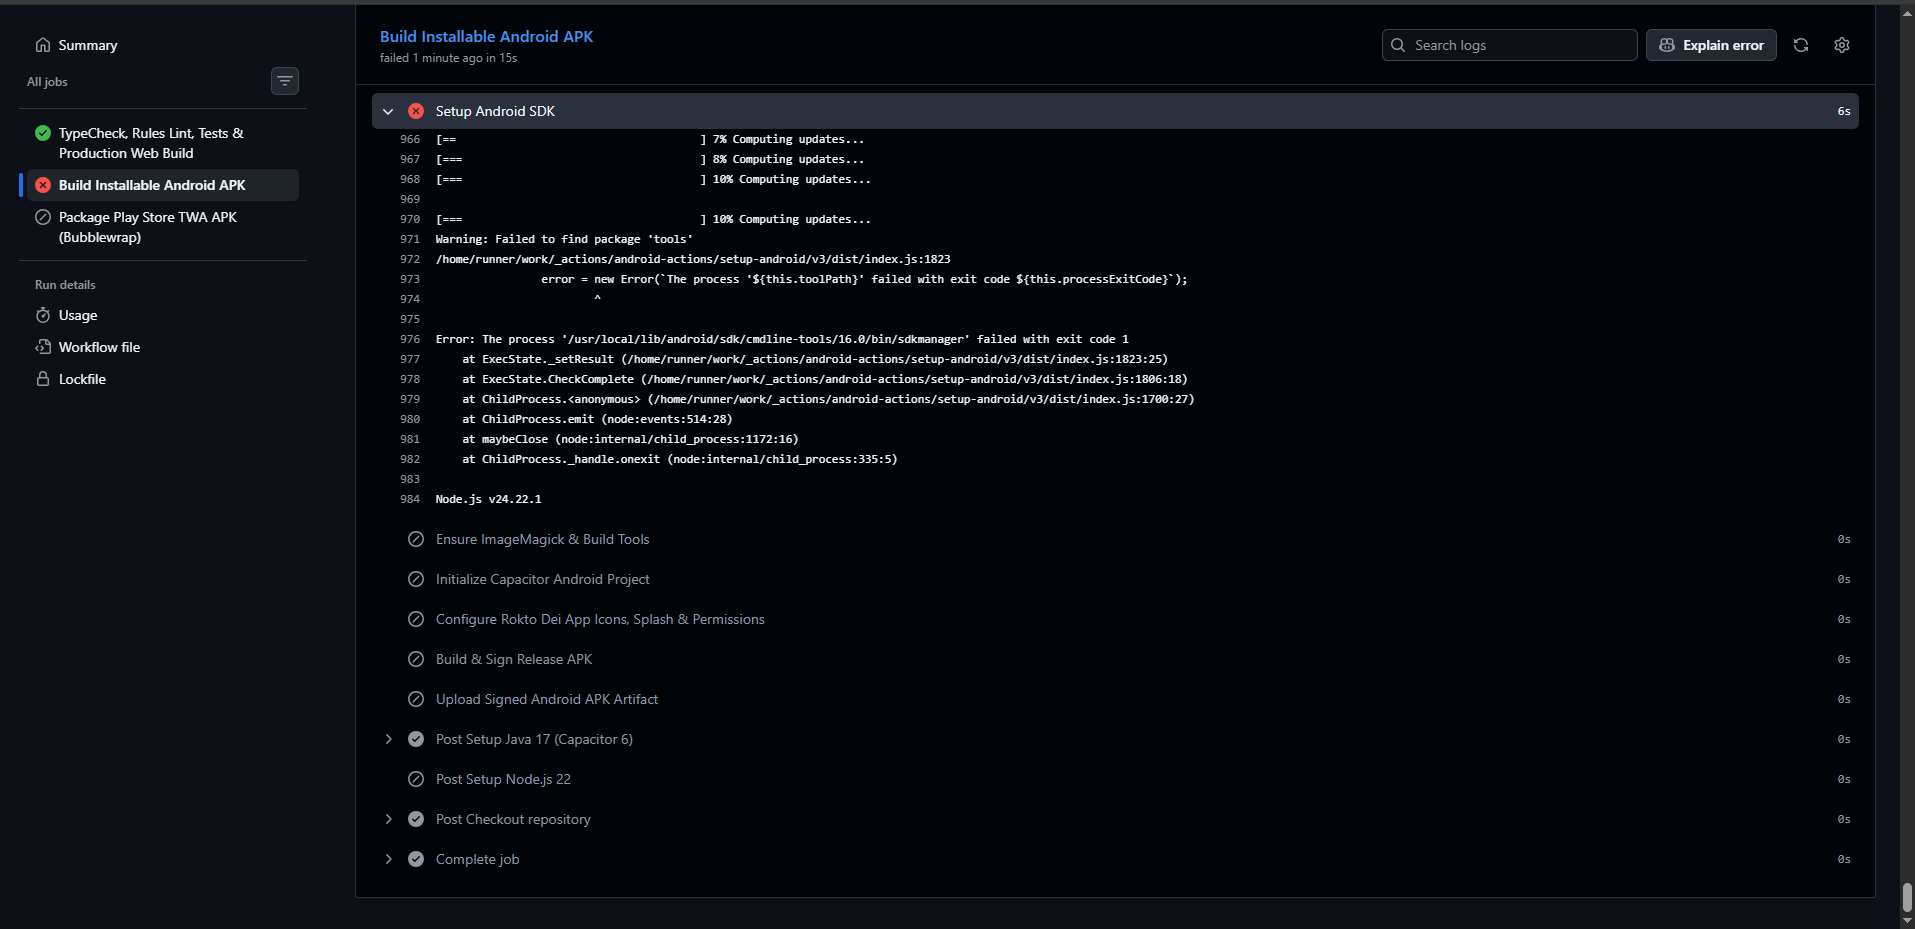 Summary
All jobs
TypeCheck, Rules Lint, Tests &
Production Web Build
Build Installable Android APK
Package Play Store TWA APK
(Bubblewrap)
Run details
Usage
Workflow file
Lockfile
Build Installable Android APK
failed 1 minute ago in 15s
Search logs
Explain error
Setup Android SDK 6s
966 [== ] 7% Computing updates...
967 [=== ] 8% Computing updates...
968 [=== ] 10% Computing updates...
969
970 [=== ] 10% Computing updates...
971 Warning: Failed to find package 'tools'
972 /home/runner/work/_actions/android-actions/setup-android/v3/dist/index.js:1823
973 error = new Error(`The process '${this.toolPath}' failed with exit code ${this.processExitCode}`);
974 ^
975
976 Error: The process '/usr/local/lib/android/sdk/cmdline-tools/16.0/bin/sdkmanager' failed with exit code 1
977 at ExecState._setResult (/home/runner/work/_actions/android-actions/setup-android/v3/dist/index.js:1823:25)
978 at ExecState.CheckComplete (/home/runner/work/_actions/android-actions/setup-android/v3/dist/index.js:1806:18)
979 at ChildProcess.<anonymous> (/home/runner/work/_actions/android-actions/setup-android/v3/dist/index.js:1700:27)
980 at ChildProcess.emit (node:events:514:28)
981 at maybeClose (node:internal/child_process:1172:16)
982 at ChildProcess._handle.onexit (node:internal/child_process:335:5)
983
984 Node.js v24.22.1
Ensure ImageMagick & Build Tools 0s
Initialize Capacitor Android Project 0s
Configure Rokto Dei App Icons, Splash & Permissions 0s
Build & Sign Release APK 0s
Upload Signed Android APK Artifact 0s
Post Setup Java 17 (Capacitor 6) 0s
Post Setup Node.js 22 0s
Post Checkout repository 0s
Complete job 0s